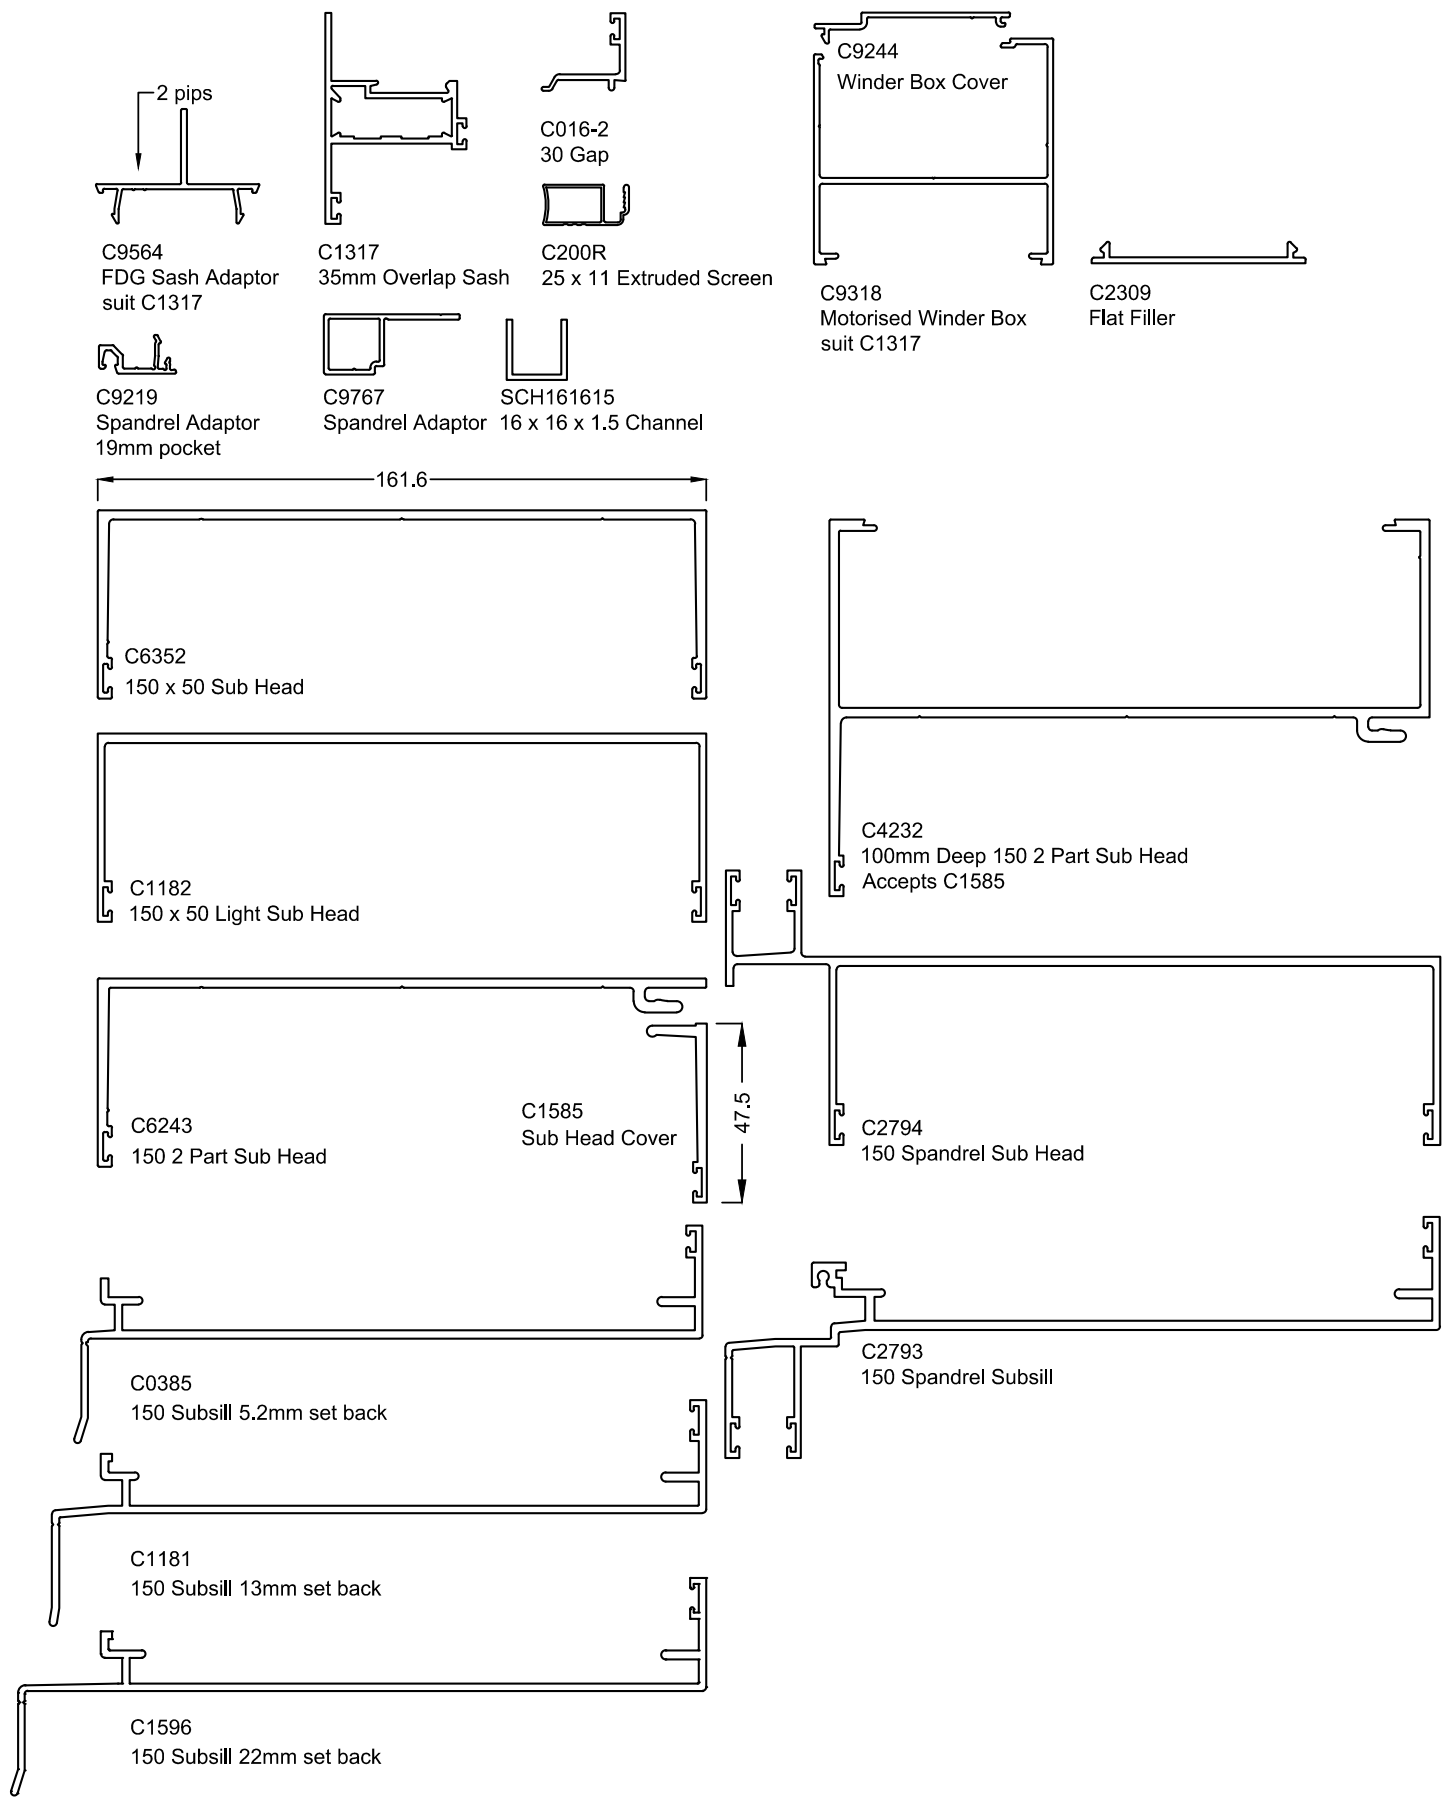 2 pips
C9564
FDG Sash Adaptor
suit C1317
C1317
35mm Overlap Sash
C016-2
30 Gap
C200R
25 x 11 Extruded Screen
C9244
Winder Box Cover
C9318
Motorised Winder Box
suit C1317
C2309
Flat Filler
C9219
Spandrel Adaptor
19mm pocket
C9767
Spandrel Adaptor
SCH161615
16 x 16 x 1.5 Channel
161.6
C6352
150 x 50 Sub Head
C1182
150 x 50 Light Sub Head
C4232
100mm Deep 150 2 Part Sub Head
Accepts C1585
C6243
150 2 Part Sub Head
C1585
Sub Head Cover
47.5
C2794
150 Spandrel Sub Head
C0385
150 Subsill 5.2mm set back
C2793
150 Spandrel Subsill
C1181
150 Subsill 13mm set back
C1596
150 Subsill 22mm set back